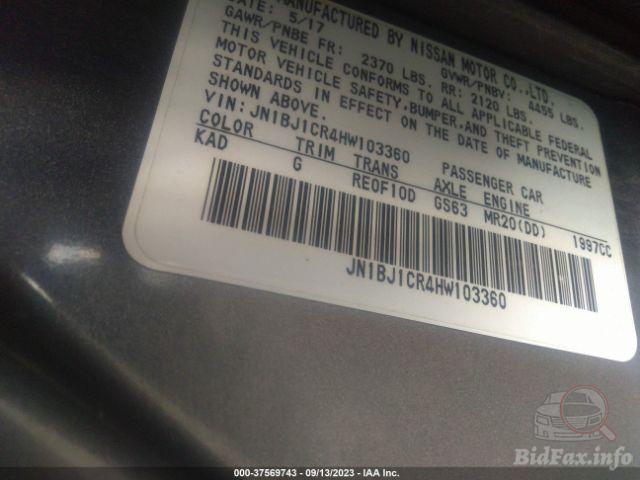 MANUFACTURED BY NISSAN MOTOR CO.,LTD.
DATE: 5/17 GVWR/PNBV: 4455 LBS.
GAWR/PNBE FR: 2370 LBS. RR: 2120 LBS.
THIS VEHICLE CONFORMS TO ALL APPLICABLE FEDERAL
MOTOR VEHICLE SAFETY,BUMPER,AND THEFT PREVENTION
STANDARDS IN EFFECT ON THE DATE OF MANUFACTURE
SHOWN ABOVE.
VIN: JN1BJ1CR4HW103360 PASSENGER CAR
COLOR TRIM TRANS AXLE ENGINE
KAD G RE0F10D GS63 MR20(DD) 1997CC
JN1BJ1CR4HW103360
BidFax.info
000-37569743 - 09/13/2023 - IAA Inc.